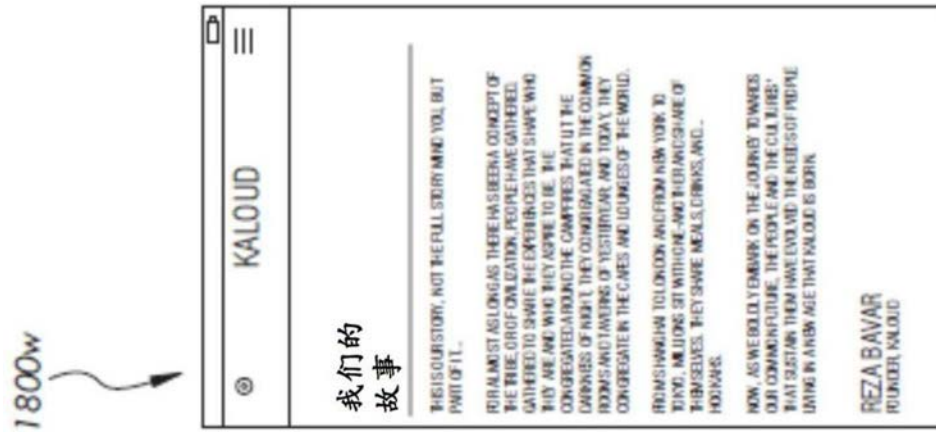 1800w
KALOUD
我们的
故事
THIS IS OUR STORY, NOT THE FULL STORY MIND YOU, BUT
PART OF IT...
FOR ALMOST AS LONG AS THERE HAS BEEN A CONCEPT OF
THE TRIBE, OR OF CIVILIZATION, PEOPLE HAVE GATHERED.
GATHERED TO SHARE THE EXPERIENCES THAT SHAPE WHO
THEY ARE AND WHO THEY ASPIRE TO BE. THE
CONGREGATED AROUND THE CAMPFIRES THAT LIT THE
DARKNESS OF NIGHT, THEY CONGREGATED IN THE COMMON
ROOMS AND TAVERNS OF YESTERYEAR, AND TODAY, THEY
CONGREGATE IN THE CAFES AND LOUNGES OF THE WORLD.
FROM SHANGHAI TO LONDON AND FROM NEW YORK TO
TOKYO, MILLIONS SIT WITH ONE-ANOTHER AND SHARE OF
THEMSELVES. THEY SHARE MEALS, DRINKS, AND...
HOOKAHS.
NOW, AS WE BOLDLY EMBARK ON THE JOURNEY TOWARDS
OUR COMMON FUTURE, THE PEOPLE AND THE CULTURES'
THAT SUSTAIN THEM HAVE EVOLVED THE NEEDS OF PEOPLE
LIVING IN A NEW AGE THAT KALOUD IS BORN.
REZA BAVAR
FOUNDER, KALOUD